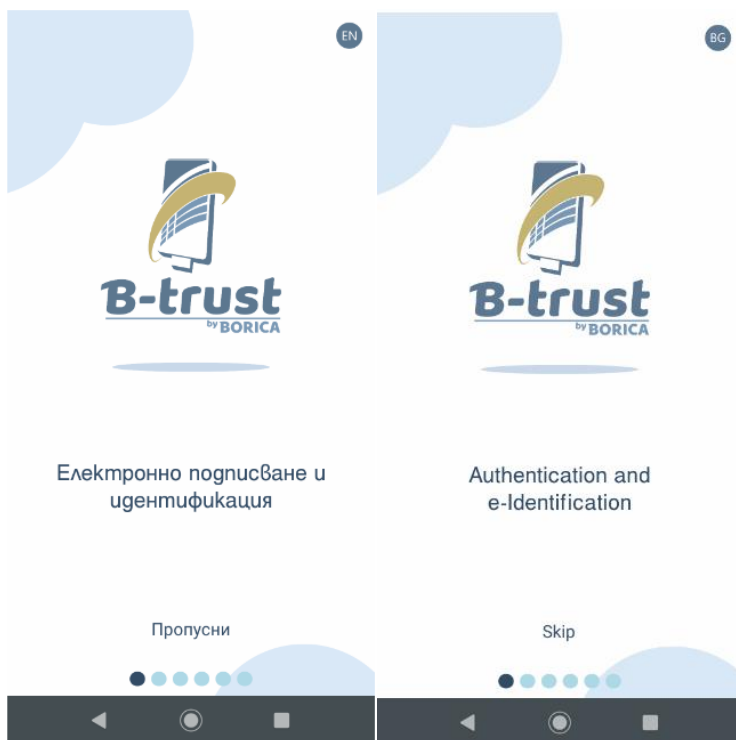 EN
B-trust
by BORICA
Електронно подписване и
идентификация
Пропусни
BG
B-trust
by BORICA
Authentication and
e-Identification
Skip